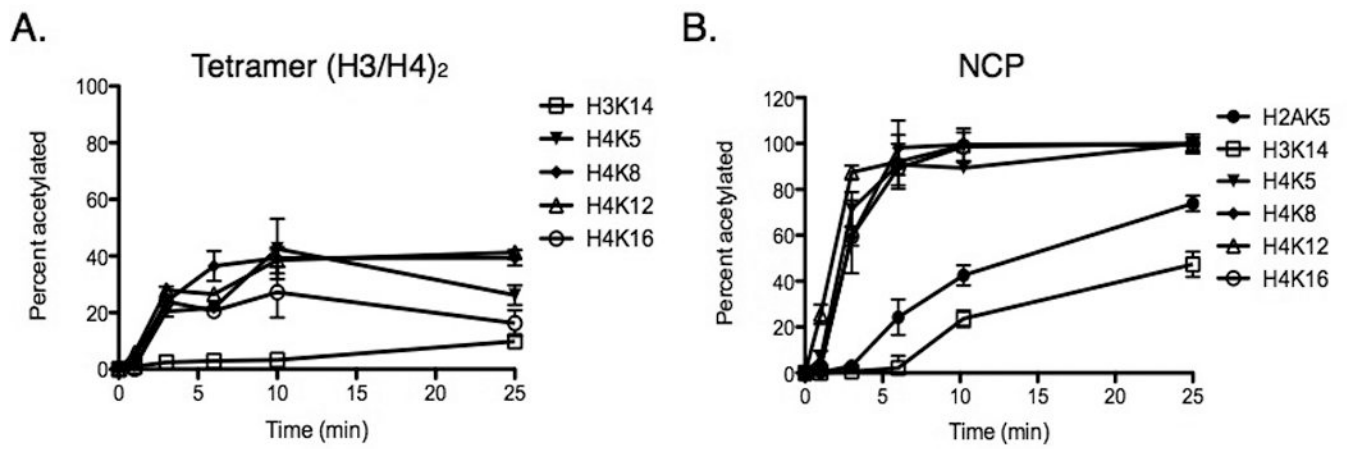 A.
Tetramer (H3/H4)2
Percent acetylated
100
80
60
40
20
0
0 5 10 15 20 25
Time (min)
H3K14
H4K5
H4K8
H4K12
H4K16
B.
NCP
Percent acetylated
120
100
80
60
40
20
0
0 5 10 15 20 25
Time (min)
H2AK5
H3K14
H4K5
H4K8
H4K12
H4K16